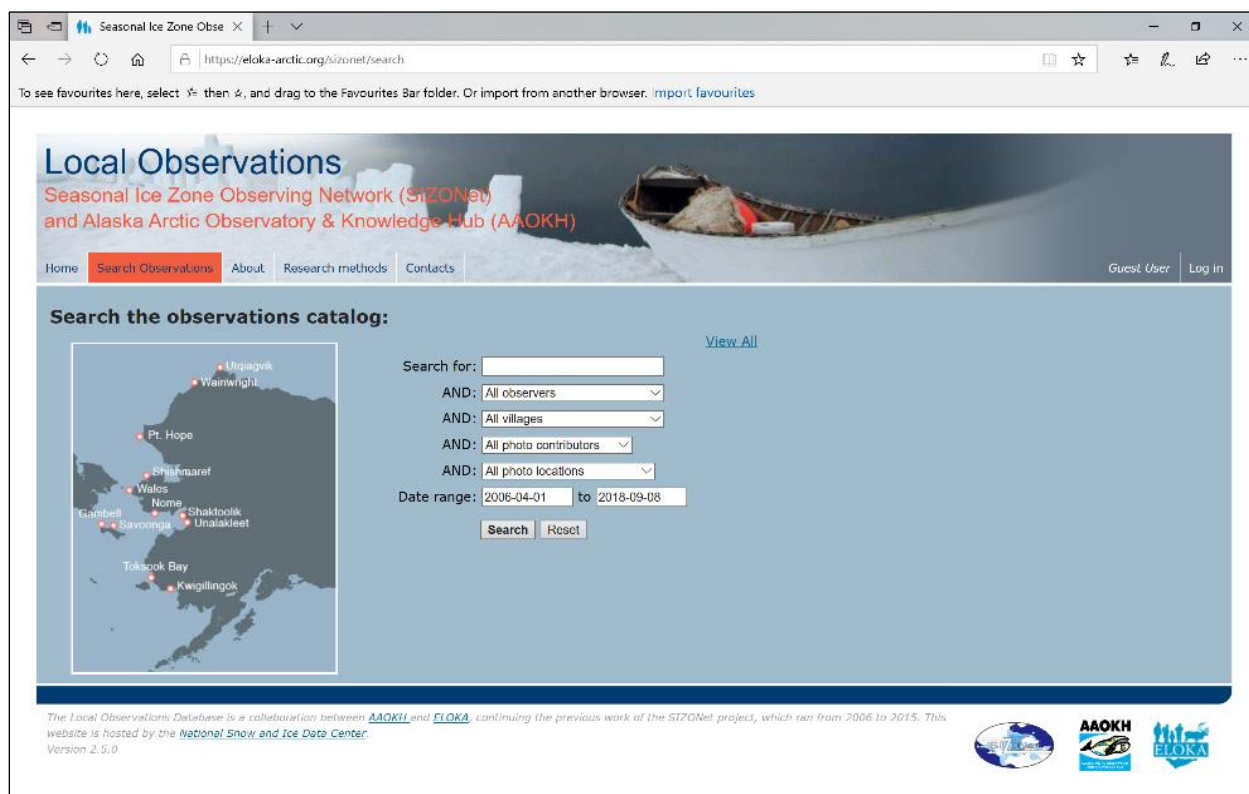 Seasonal Ice Zone Obse
https://eloka-arctic.org/sizonet/search
To see favourites here, select then , and drag to the Favourites Bar folder. Or import from another browser. Import favourites
Local Observations
Seasonal Ice Zone Observing Network (SIZONet)
and Alaska Arctic Observatory & Knowledge Hub (AAOKH)
Home Search Observations About Research methods Contacts Guest User Log in
Search the observations catalog:
View All
Utqiagvik
Wainwright
Pt. Hope
Shishmaref
Wales
Nome
Gambell
Shaktoolik
Savoonga
Unalakleet
Toksook Bay
Kwigillingok
Search for:
AND: All observers
AND: All villages
AND: All photo contributors
AND: All photo locations
Date range: 2006-04-01 to 2018-09-08
Search Reset
The Local Observations Database is a collaboration between AAOKH and ELOKA, continuing the previous work of the SIZONet project, which ran from 2006 to 2015. This
website is hosted by the National Snow and Ice Data Center.
Version 2.5.0
AAOKH
ELOKA